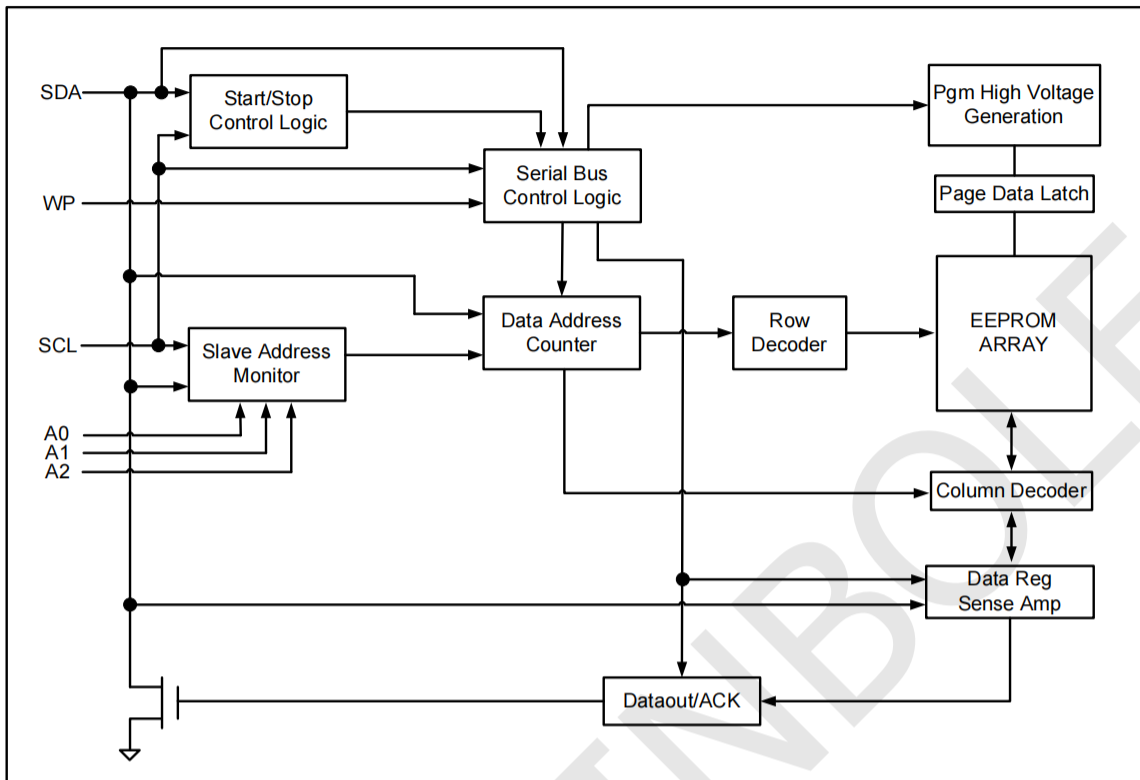 SDA
Start/Stop
Control Logic
Pgm High Voltage
Generation
Serial Bus
Control Logic
WP
Page Data Latch
SCL
Slave Address
Monitor
Data Address
Counter
Row
Decoder
EEPROM
ARRAY
A0
A1
A2
Column Decoder
Data Reg
Sense Amp
Dataout/ACK